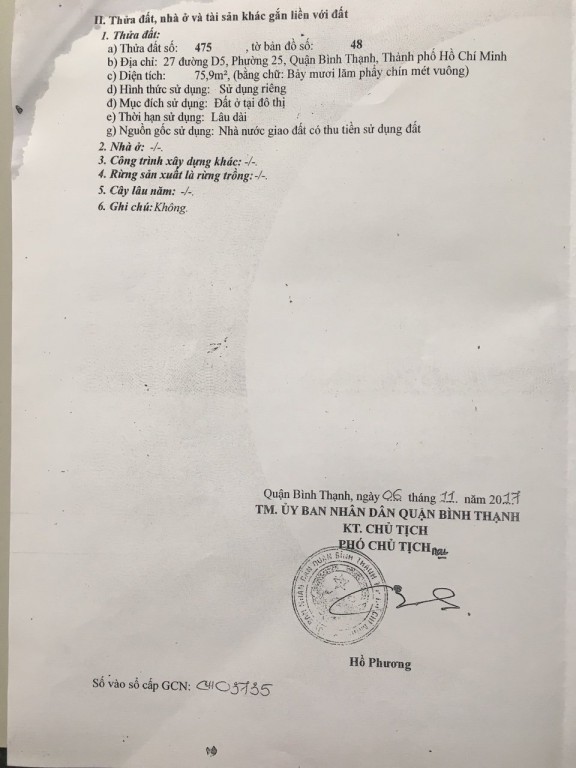 II. Thửa đất, nhà ở và tài sản khác gắn liền với đất
1. Thửa đất:
a) Thửa đất số: 475 , tờ bản đồ số: 48
b) Địa chỉ: 27 đường D5, Phường 25, Quận Bình Thạnh, Thành phố Hồ Chí Minh
c) Diện tích: 75,9m², (bằng chữ: Bảy mươi lăm phẩy chín mét vuông)
d) Hình thức sử dụng: Sử dụng riêng
đ) Mục đích sử dụng: Đất ở tại đô thị
e) Thời hạn sử dụng: Lâu dài
g) Nguồn gốc sử dụng: Nhà nước giao đất có thu tiền sử dụng đất
2. Nhà ở: -/-.
3. Công trình xây dựng khác: -/-.
4. Rừng sản xuất là rừng trồng:-/-.
5. Cây lâu năm: -/-.
6. Ghi chú: Không.
Quận Bình Thạnh, ngày 06 tháng 11. năm 2017
TM. ỦY BAN NHÂN DÂN QUẬN BÌNH THẠNH
KT. CHỦ TỊCH
PHÓ CHỦ TỊCH
BAN NHÂN DÂN QUẬN BÌNH THẠNH
Hồ Phương
Số vào sổ cấp GCN: CH03735